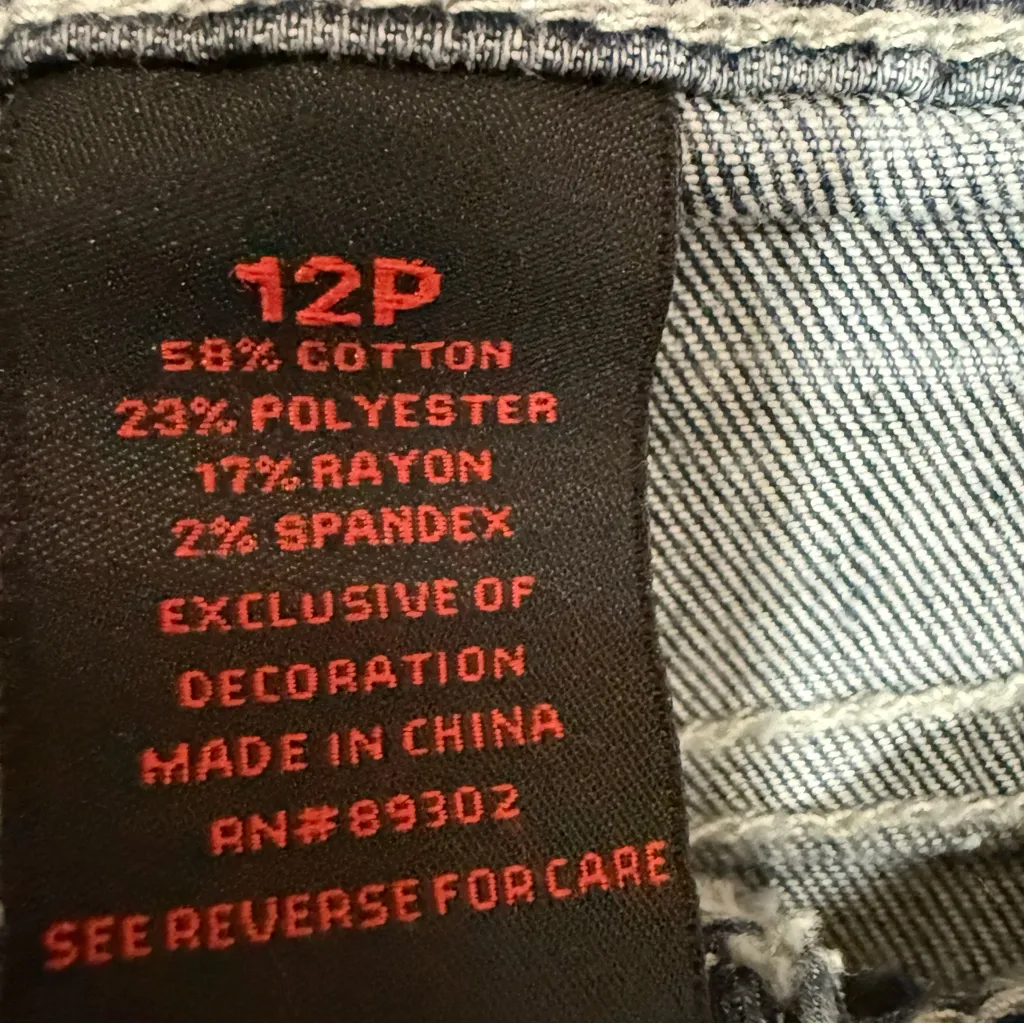 12P
58% COTTON
23% POLYESTER
17% RAYON
2% SPANDEX
EXCLUSIVE OF
DECORATION
MADE IN CHINA
RN#89302
SEE REVERSE FOR CARE